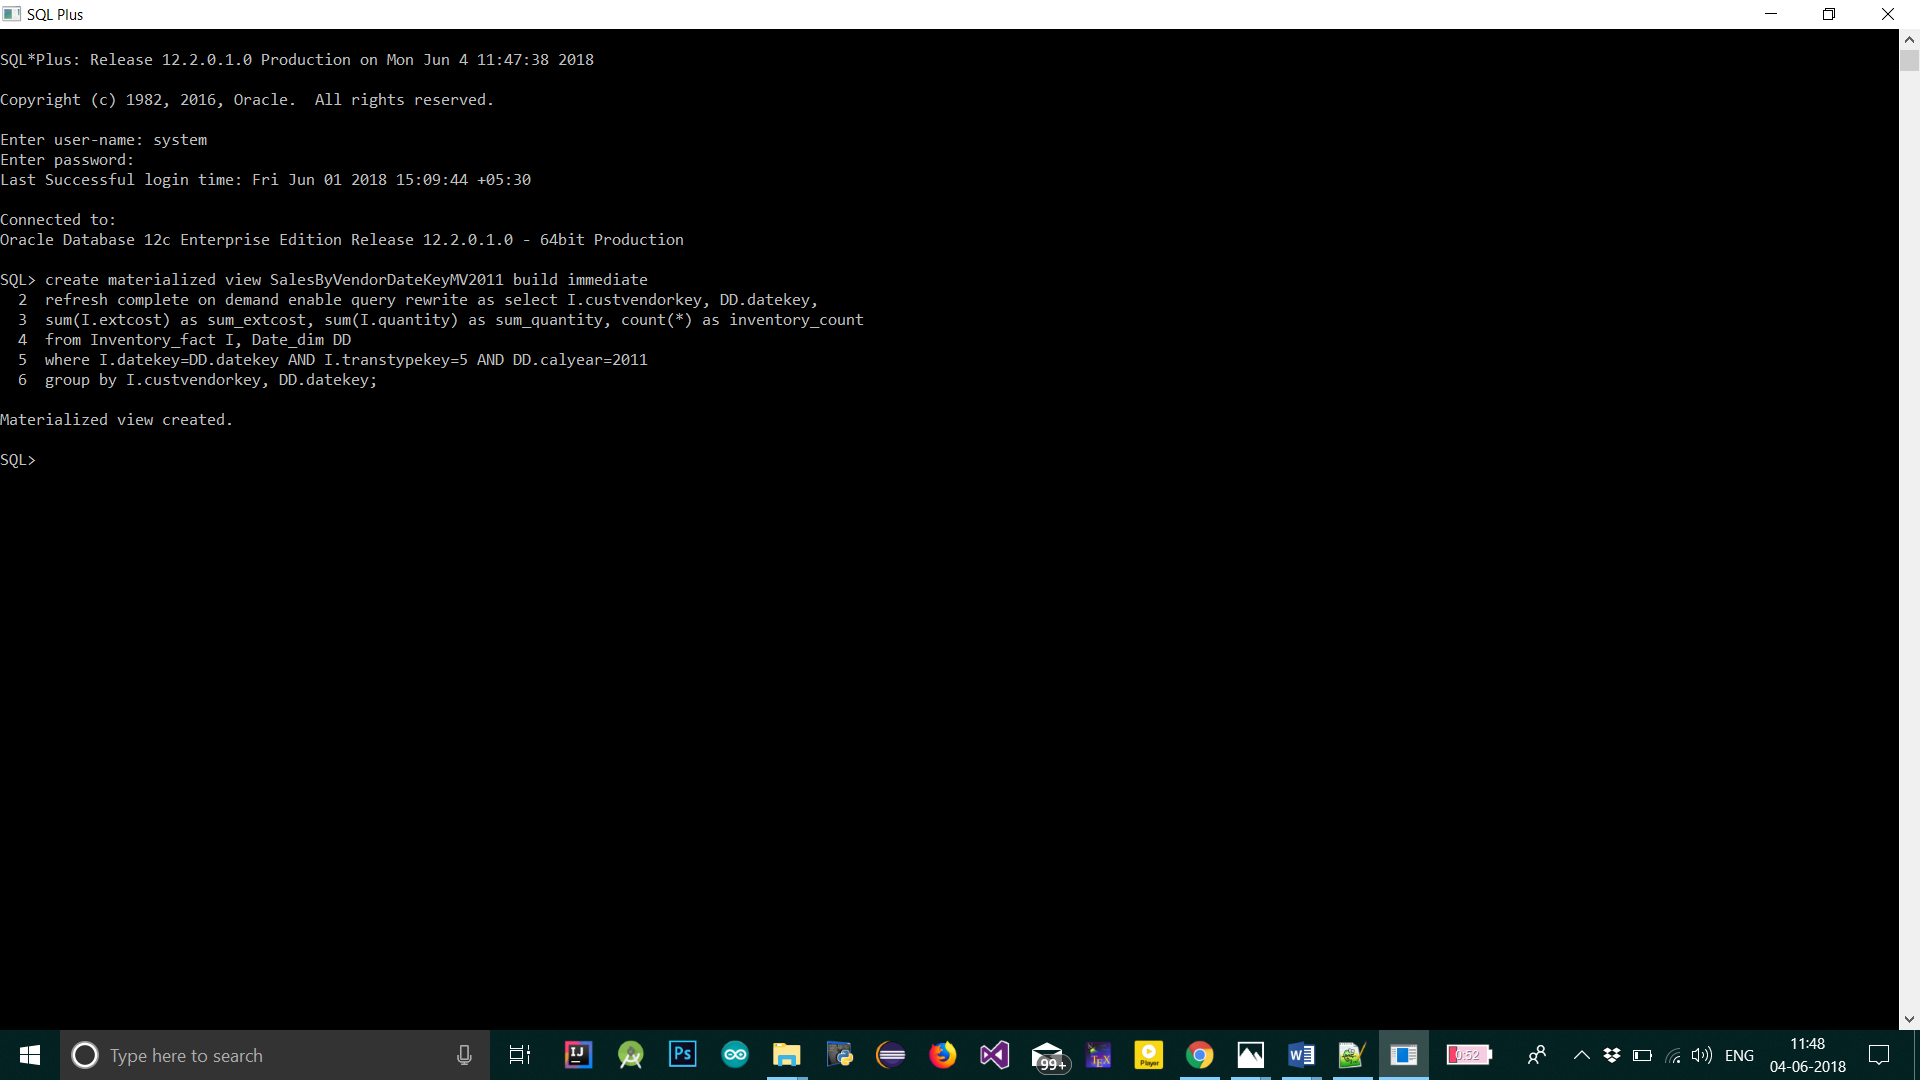 SQL Plus
SQL*Plus: Release 12.2.0.1.0 Production on Mon Jun 4 11:47:38 2018
Copyright (c) 1982, 2016, Oracle.  All rights reserved.
Enter user-name: system
Enter password:
Last Successful login time: Fri Jun 01 2018 15:09:44 +05:30
Connected to:
Oracle Database 12c Enterprise Edition Release 12.2.0.1.0 - 64bit Production
SQL> create materialized view SalesByVendorDateKeyMV2011 build immediate
  2  refresh complete on demand enable query rewrite as select I.custvendorkey, DD.datekey,
  3  sum(I.extcost) as sum_extcost, sum(I.quantity) as sum_quantity, count(*) as inventory_count
  4  from Inventory_fact I, Date_dim DD
  5  where I.datekey=DD.datekey AND I.transtypekey=5 AND DD.calyear=2011
  6  group by I.custvendorkey, DD.datekey;
Materialized view created.
SQL>
Type here to search
IJ
Ps
99+
TEX
Player
W
0:52
ENG
11:48
04-06-2018